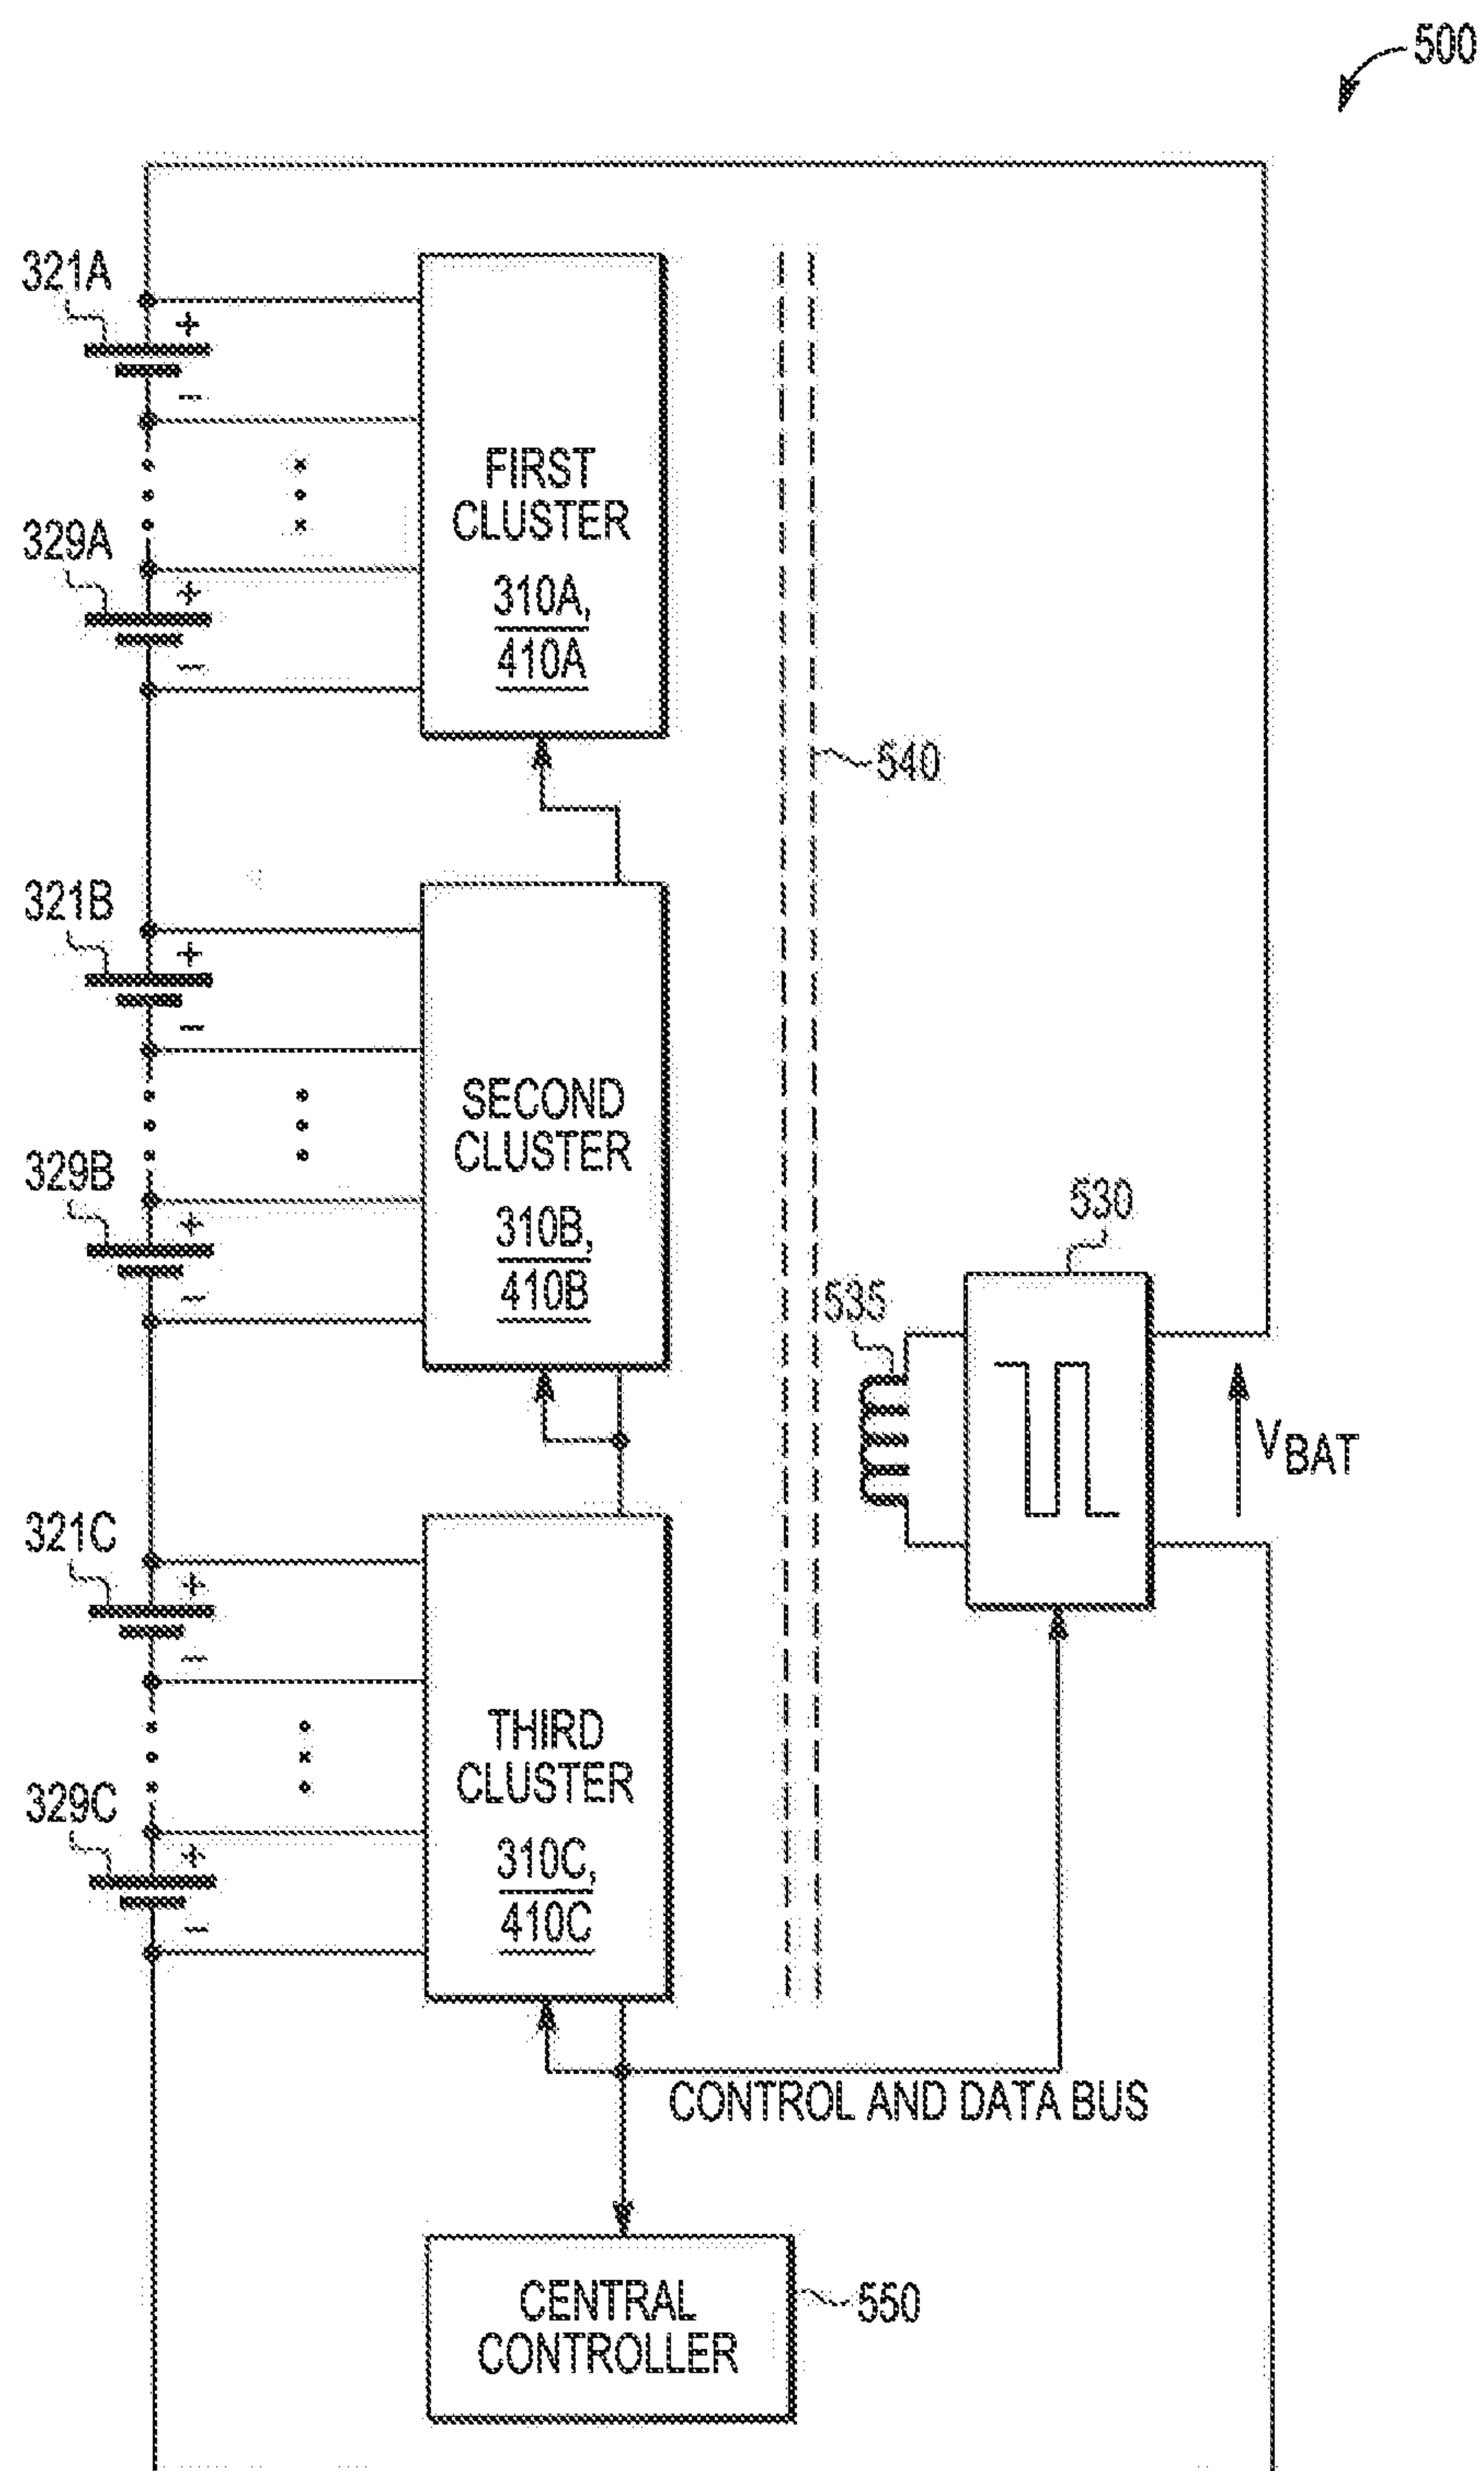 500
321A
+
−
FIRST
CLUSTER
329A
+
310A,
410A
−
540
321B
+
−
SECOND
CLUSTER
329B
+
310B,
410B
−
530
535
VBAT
321C
+
−
THIRD
CLUSTER
329C
+
310C,
410C
−
CONTROL AND DATA BUS
CENTRAL
CONTROLLER
550